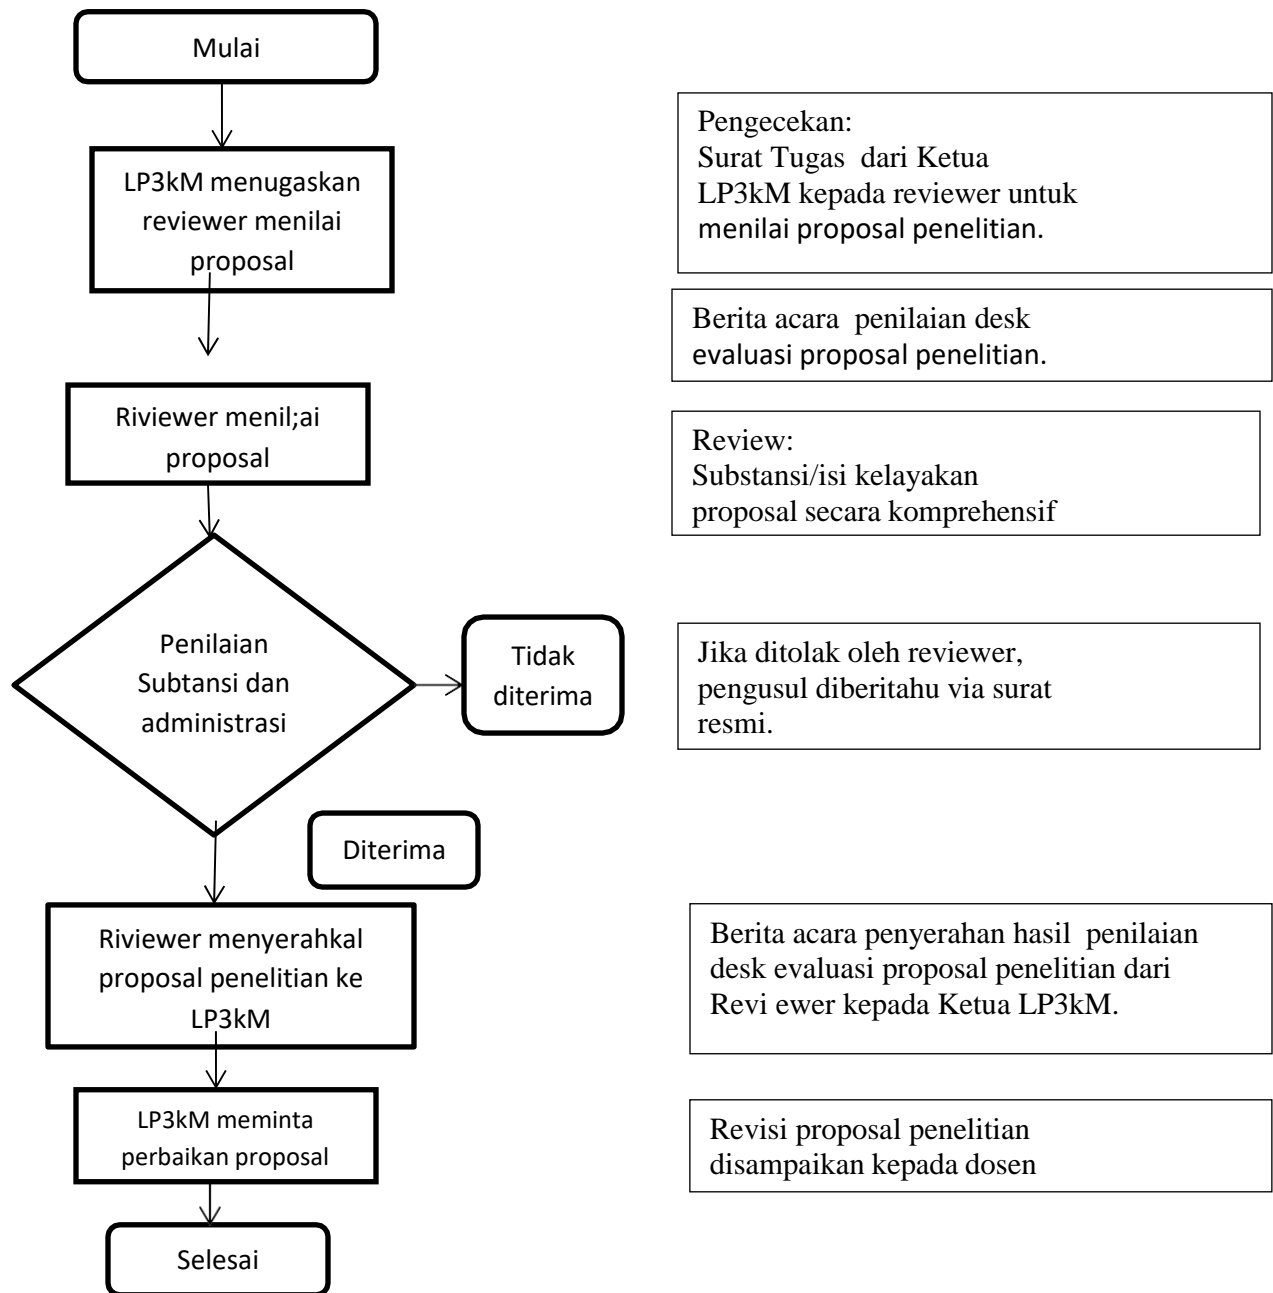 Mulai
Pengecekan:
Surat Tugas dari Ketua
LP3kM kepada reviewer untuk
menilai proposal penelitian.
LP3kM menugaskan
reviewer menilai
proposal
Berita acara penilaian desk
evaluasi proposal penelitian.
Riviewer menil;ai
proposal
Review:
Substansi/isi kelayakan
proposal secara komprehensif
Penilaian
Subtansi dan
administrasi
Tidak
diterima
Jika ditolak oleh reviewer,
pengusul diberitahu via surat
resmi.
Diterima
Riviewer menyerahkal
proposal penelitian ke
LP3kM
Berita acara penyerahan hasil penilaian
desk evaluasi proposal penelitian dari
Revi ewer kepada Ketua LP3kM.
LP3kM meminta
perbaikan proposal
Revisi proposal penelitian
disampaikan kepada dosen
Selesai